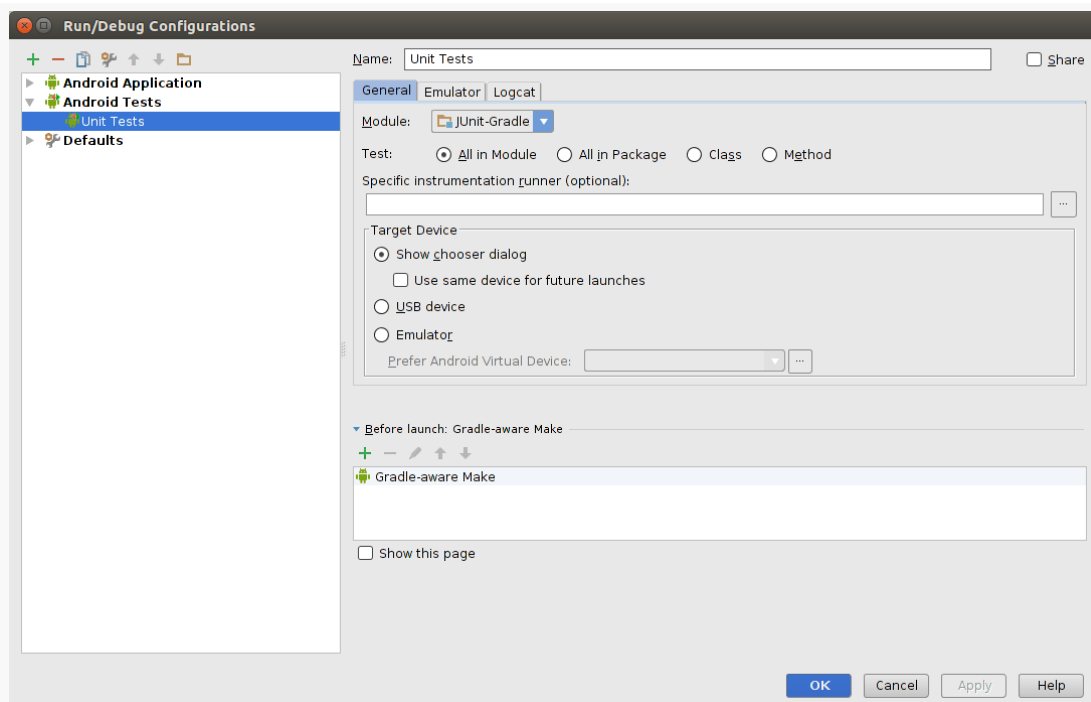 Run/Debug Configurations
Name: Unit Tests Share
Android Application
Android Tests
Unit Tests
Defaults
General Emulator Logcat
Module: JUnit-Gradle
Test: All in Module All in Package Class Method
Specific instrumentation runner (optional):
...
Target Device
Show chooser dialog
Use same device for future launches
USB device
Emulator
Prefer Android Virtual Device: ...
Before launch: Gradle-aware Make
Gradle-aware Make
Show this page
OK Cancel Apply Help